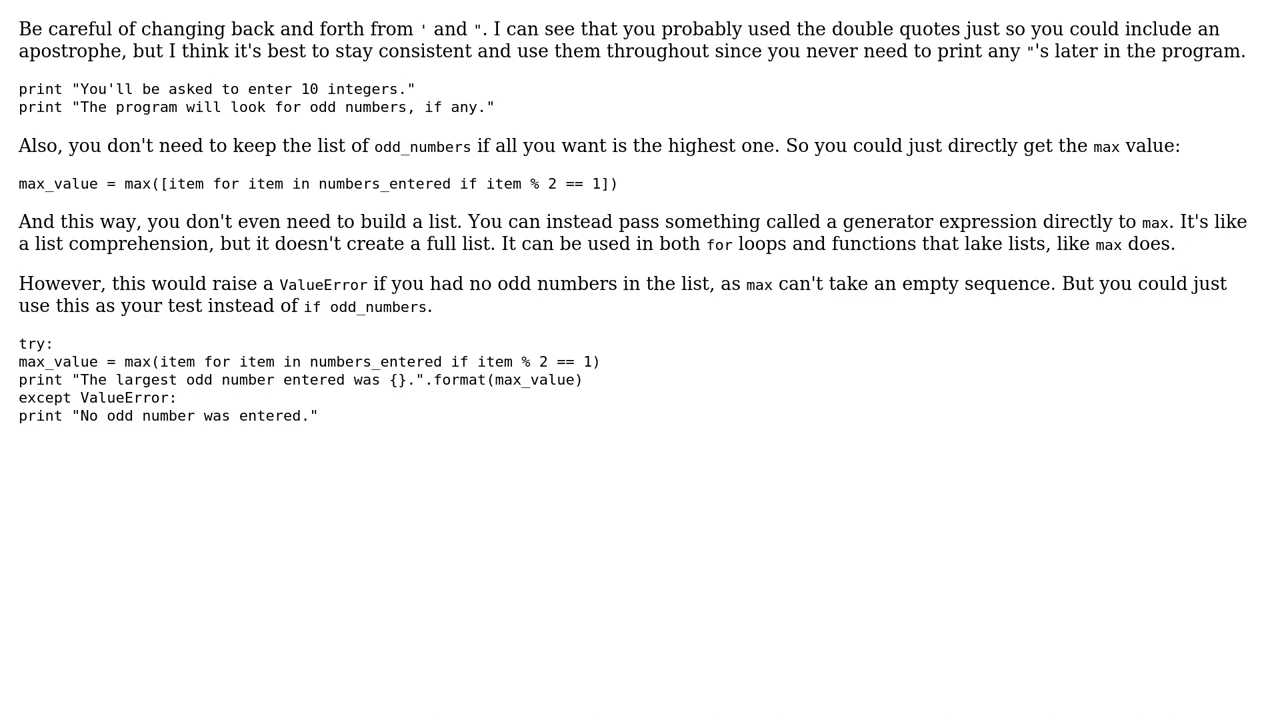 Be careful of changing back and forth from ' and ". I can see that you probably used the double quotes just so you could include an
apostrophe, but I think it's best to stay consistent and use them throughout since you never need to print any "'s later in the program.
print "You'll be asked to enter 10 integers."
print "The program will look for odd numbers, if any."
Also, you don't need to keep the list of odd_numbers if all you want is the highest one. So you could just directly get the max value:
max_value = max([item for item in numbers_entered if item % 2 == 1])
And this way, you don't even need to build a list. You can instead pass something called a generator expression directly to max. It's like
a list comprehension, but it doesn't create a full list. It can be used in both for loops and functions that lake lists, like max does.
However, this would raise a ValueError if you had no odd numbers in the list, as max can't take an empty sequence. But you could just
use this as your test instead of if odd_numbers.
try:
max_value = max(item for item in numbers_entered if item % 2 == 1)
print "The largest odd number entered was {}.".format(max_value)
except ValueError:
print "No odd number was entered."